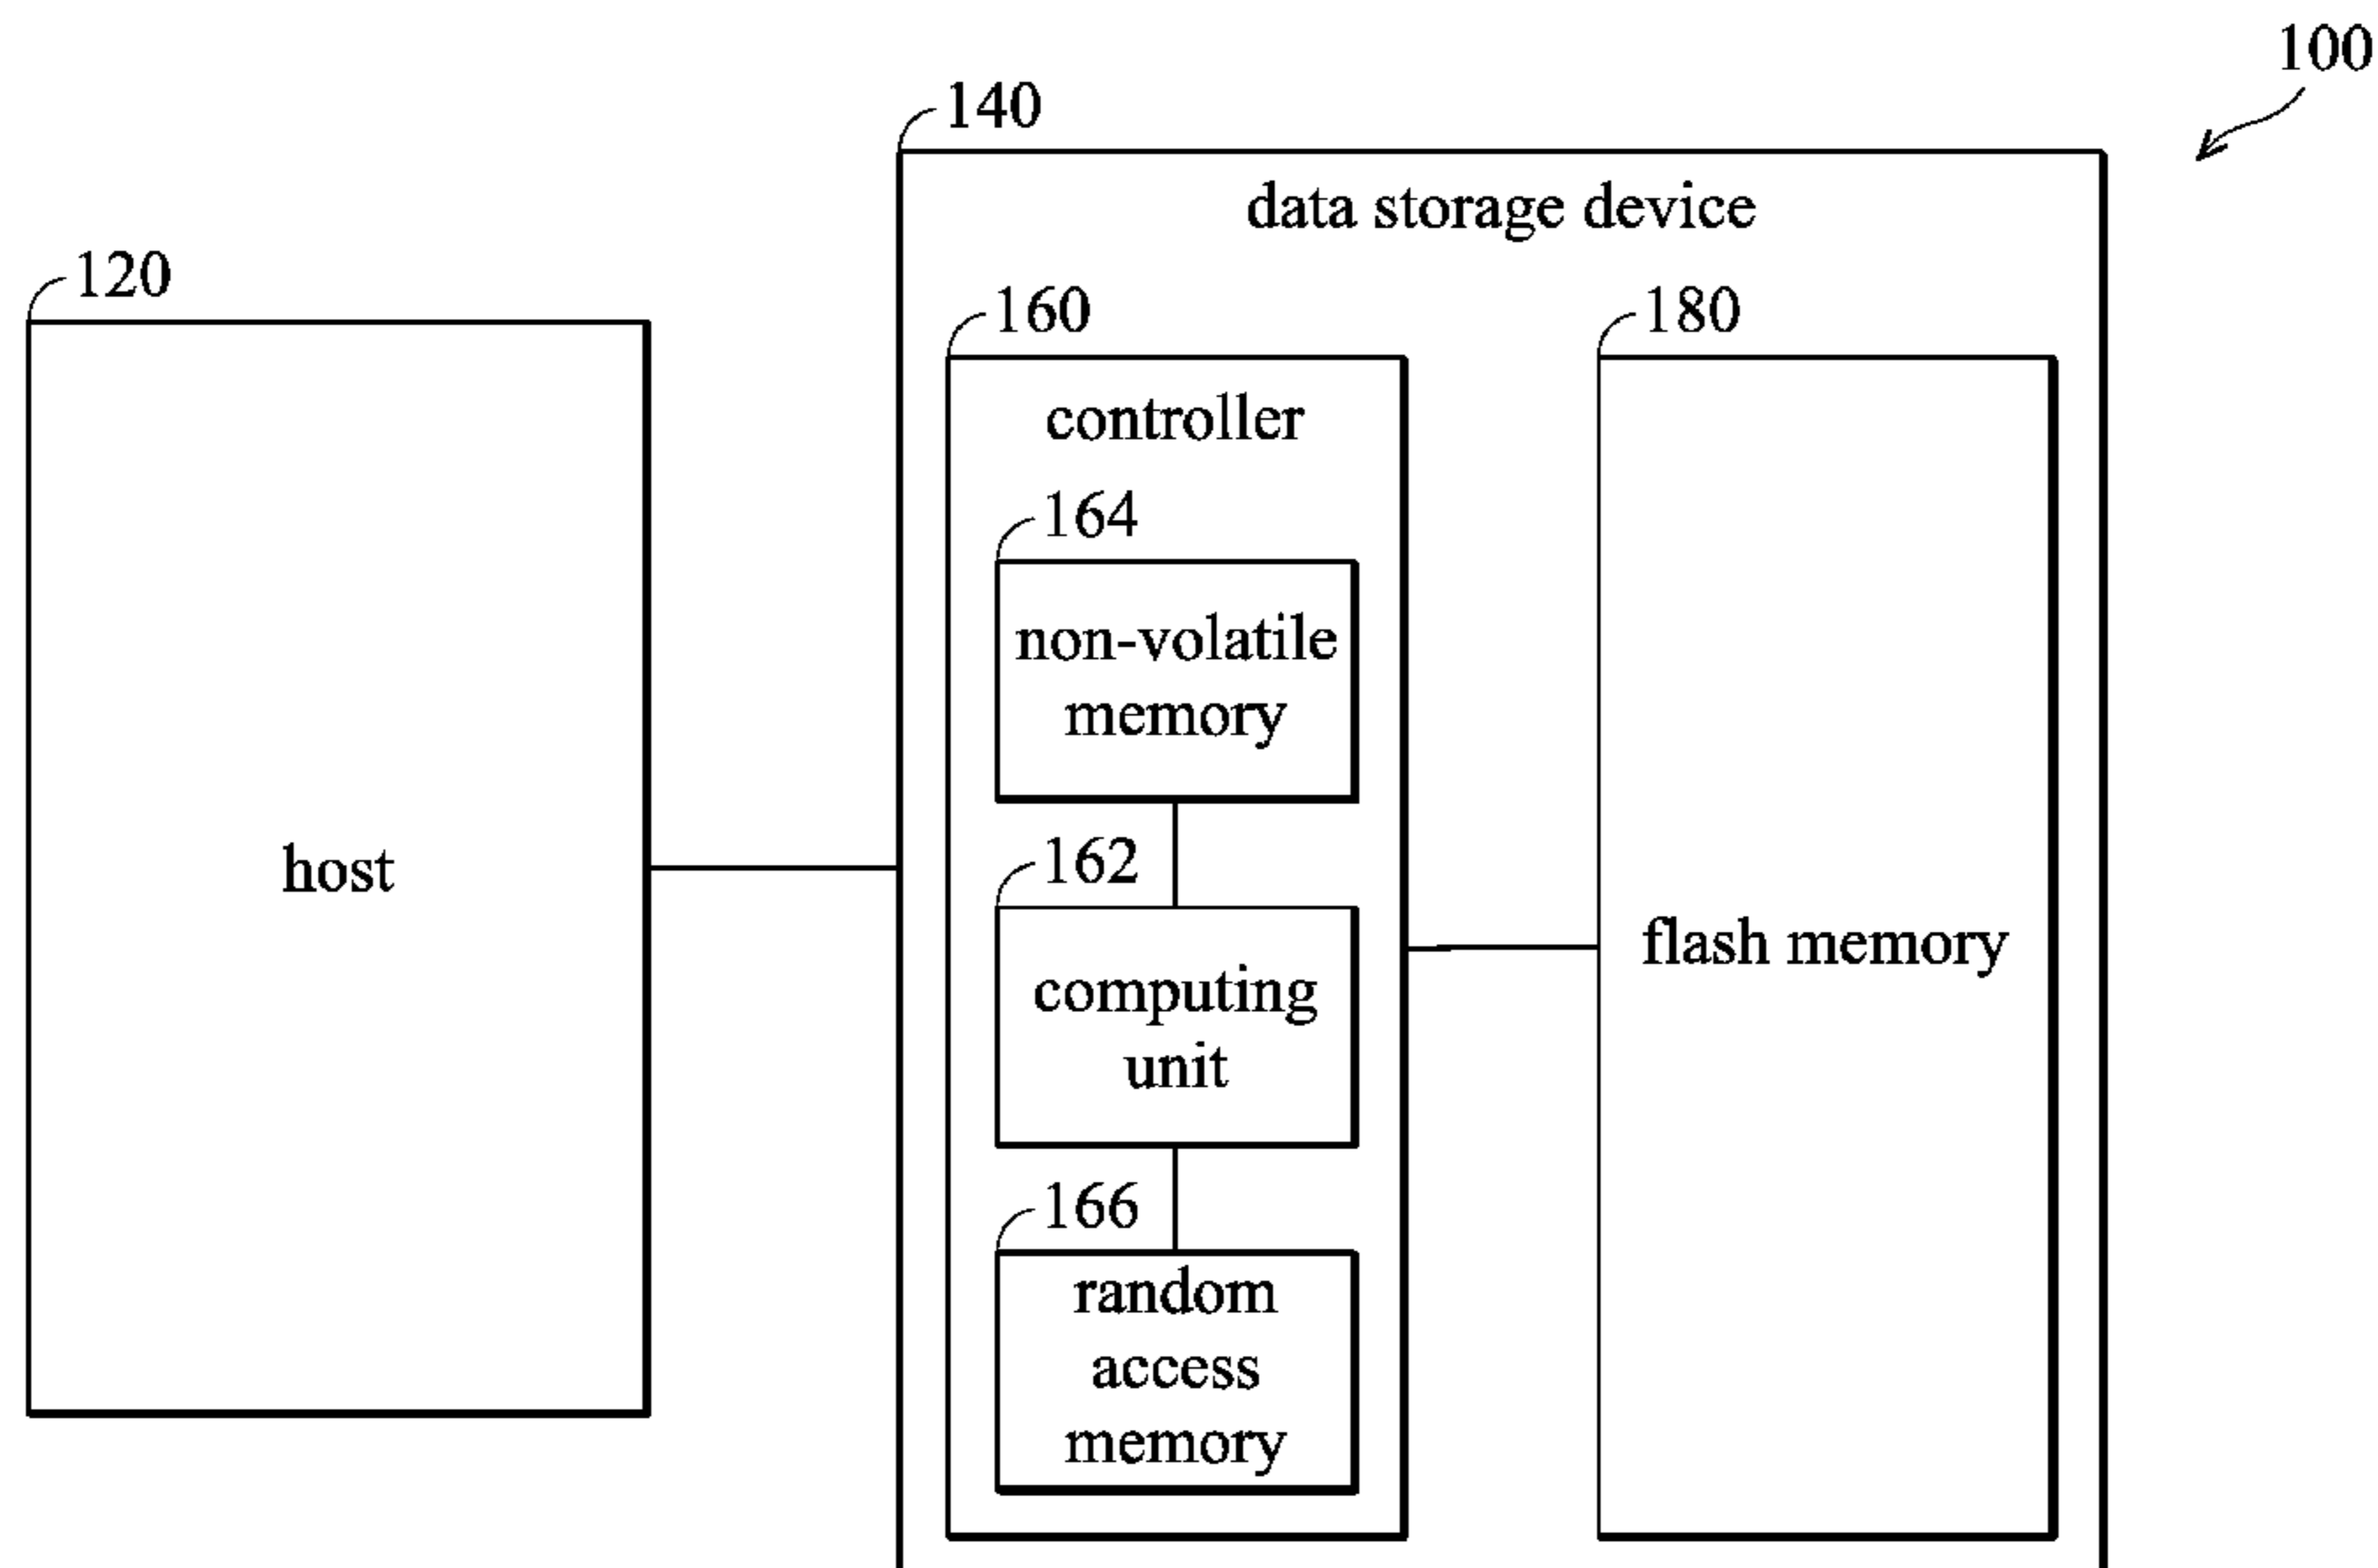 100
140
data storage device
120
160
180
controller
164
non-volatile
memory
host
162
flash memory
computing
unit
166
random
access
memory